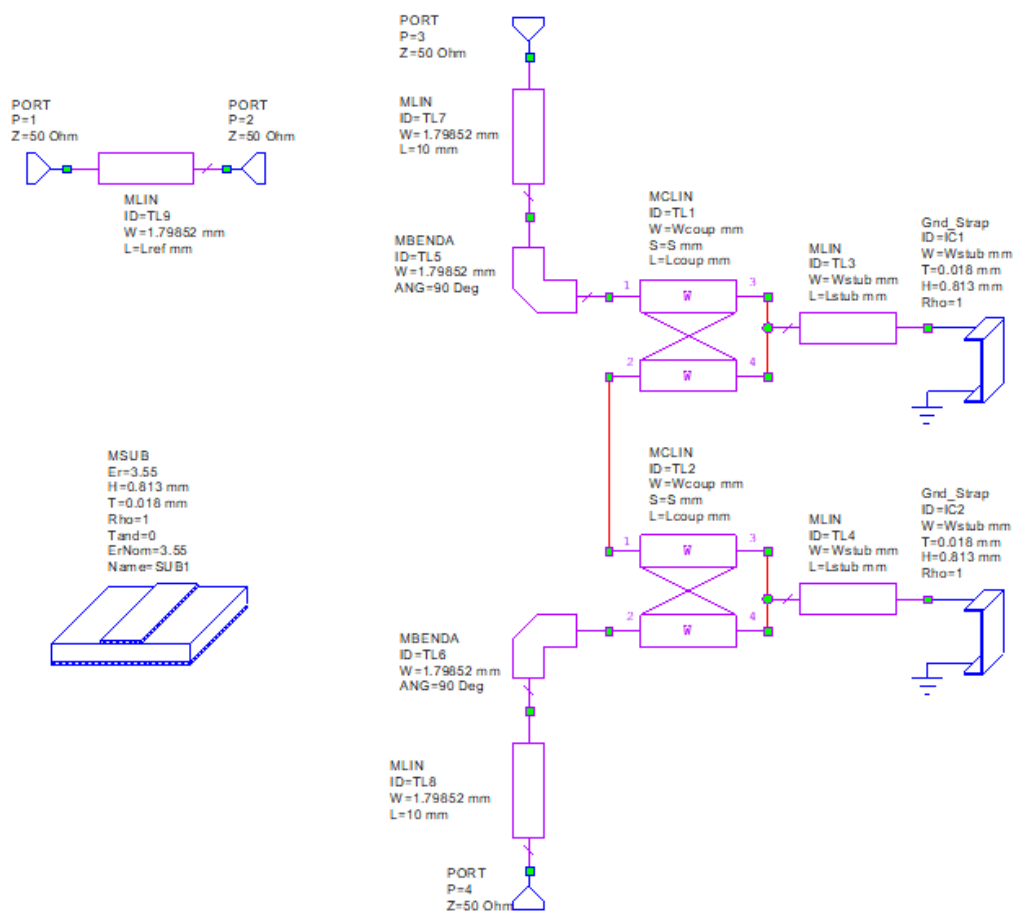 PORT
P=1
Z=50 Ohm
PORT
P=2
Z=50 Ohm
MLIN
ID=TL9
W=1.79852 mm
L=Lref mm
PORT
P=3
Z=50 Ohm
MLIN
ID=TL7
W=1.79852 mm
L=10 mm
MBENDA
ID=TL5
W=1.79852 mm
ANG=90 Deg
MCLIN
ID=TL1
W=Wcoup mm
S=S mm
L=Lcoup mm
1
W
3
2
W
4
MLIN
ID=TL3
W=Wstub mm
L=Lstub mm
Gnd_Strap
ID=IC1
W=Wstub mm
T=0.018 mm
H=0.813 mm
Rho=1
MSUB
Er=3.55
H=0.813 mm
T=0.018 mm
Rho=1
Tand=0
ErNom=3.55
Name=SUB1
MCLIN
ID=TL2
W=Wcoup mm
S=S mm
L=Lcoup mm
1
W
3
2
W
4
MLIN
ID=TL4
W=Wstub mm
L=Lstub mm
Gnd_Strap
ID=IC2
W=Wstub mm
T=0.018 mm
H=0.813 mm
Rho=1
MBENDA
ID=TL6
W=1.79852 mm
ANG=90 Deg
MLIN
ID=TL8
W=1.79852 mm
L=10 mm
PORT
P=4
Z=50 Ohm